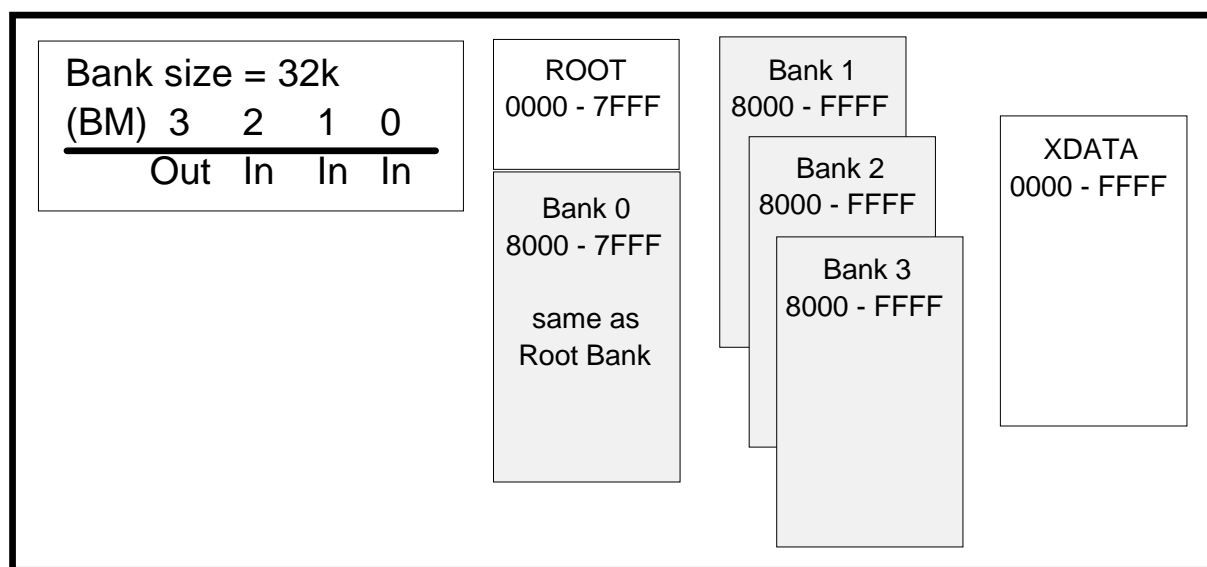 Bank size = 32k
(BM) 3 2 1 0
Out In In In
ROOT
0000 - 7FFF
Bank 0
8000 - 7FFF
same as
Root Bank
Bank 1
8000 - FFFF
Bank 2
8000 - FFFF
Bank 3
8000 - FFFF
XDATA
0000 - FFFF